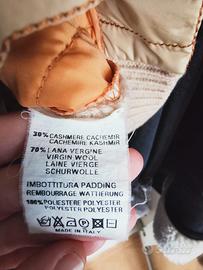 30% CASHMERE CACHEMIR
CACHEMIRE KASHMIR
70% LANA VERGINE
VIRGIN WOOL
LAINE VIERGE
SCHURWOLLE
IMBOTTITURA PADDING
REMBOURRAGE WATTIERUNG
100% POLIESTERE POLYESTER
POLYESTER POLYESTER
MADE IN ITALY